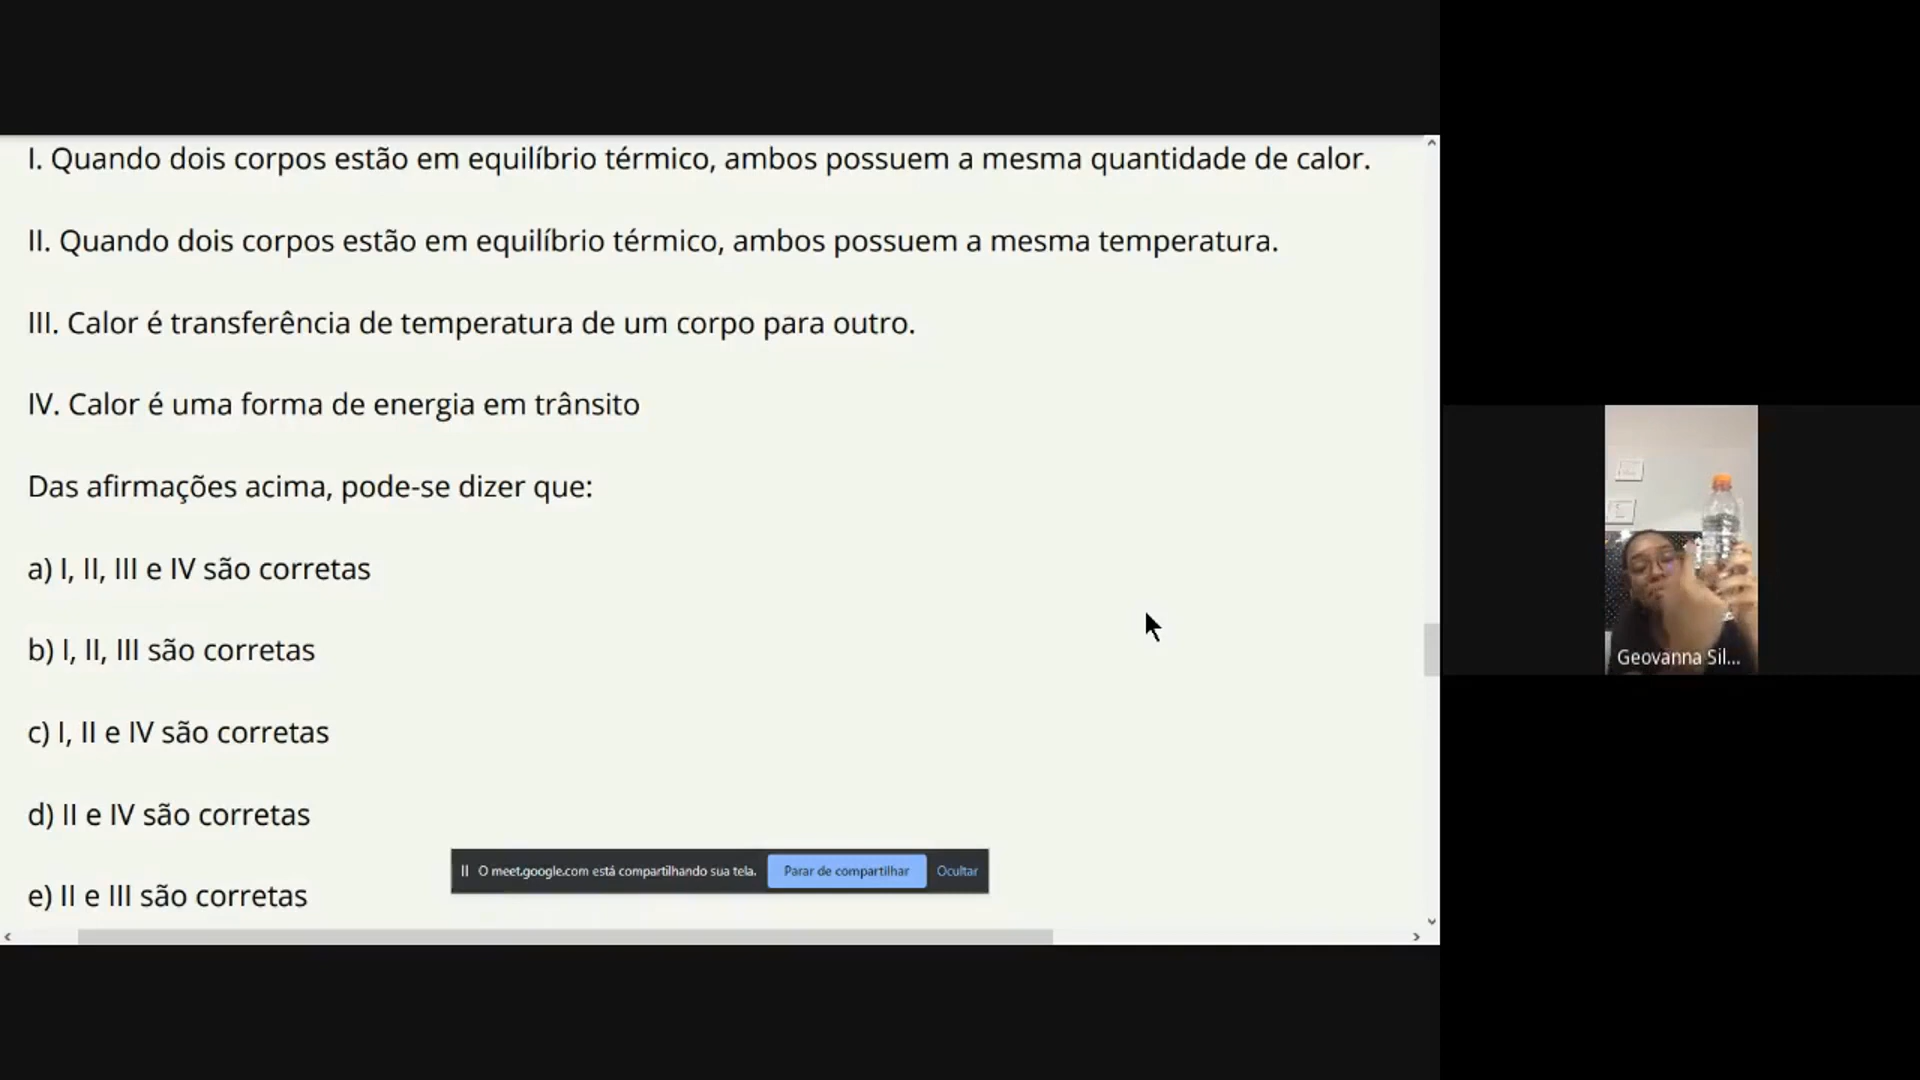 I. Quando dois corpos estão em equilíbrio térmico, ambos possuem a mesma quantidade de calor.
II. Quando dois corpos estão em equilíbrio térmico, ambos possuem a mesma temperatura.
III. Calor é transferência de temperatura de um corpo para outro.
IV. Calor é uma forma de energia em trânsito
Das afirmações acima, pode-se dizer que:
a) I, II, III e IV são corretas
b) I, II, III são corretas
c) I, II e IV são corretas
d) II e IV são corretas
e) II e III são corretas
O meet.google.com está compartilhando sua tela. Parar de compartilhar Ocultar
Geovanna Sil...